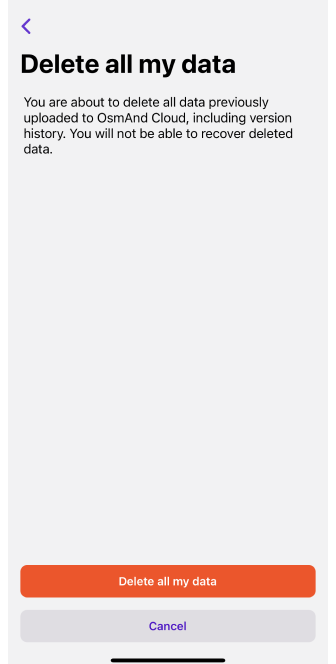 Delete all my data
You are about to delete all data previously
uploaded to OsmAnd Cloud, including version
history. You will not be able to recover deleted
data.
Delete all my data
Cancel